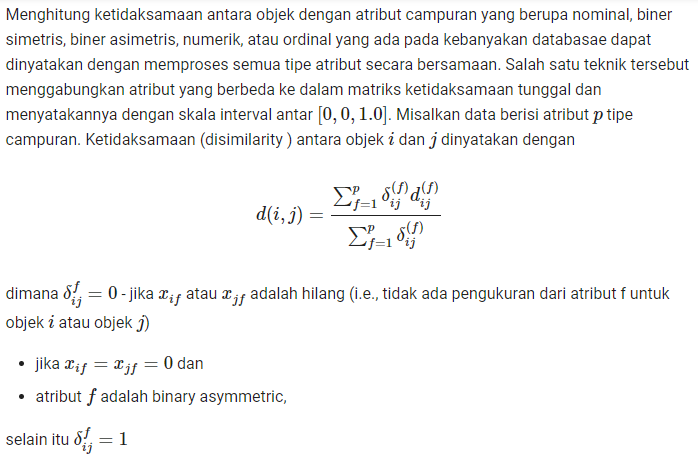 Menghitung ketidaksamaan antara objek dengan atribut campuran yang berupa nominal, biner
simetris, biner asimetris, numerik, atau ordinal yang ada pada kebanyakan databasae dapat
dinyatakan dengan memproses semua tipe atribut secara bersamaan. Salah satu teknik tersebut
menggabungkan atribut yang berbeda ke dalam matriks ketidaksamaan tunggal dan
menyatakannya dengan skala interval antar $[0, 0, 1.0]$. Misalkan data berisi atribut $p$ tipe
campuran. Ketidaksamaan (disimilarity ) antara objek $i$ dan $j$ dinyatakan dengan
$d(i, j) = \frac{\sum_{f=1}^{p} \delta_{ij}^{(f)} d_{ij}^{(f)}}{\sum_{f=1}^{p} \delta_{ij}^{(f)}}$
dimana $\delta_{ij}^{f} = 0$ - jika $x_{if}$ atau $x_{jf}$ adalah hilang (i.e., tidak ada pengukuran dari atribut f untuk
objek $i$ atau objek $j$)
• jika $x_{if} = x_{jf} = 0$ dan
• atribut $f$ adalah binary asymmetric,
selain itu $\delta_{ij}^{f} = 1$